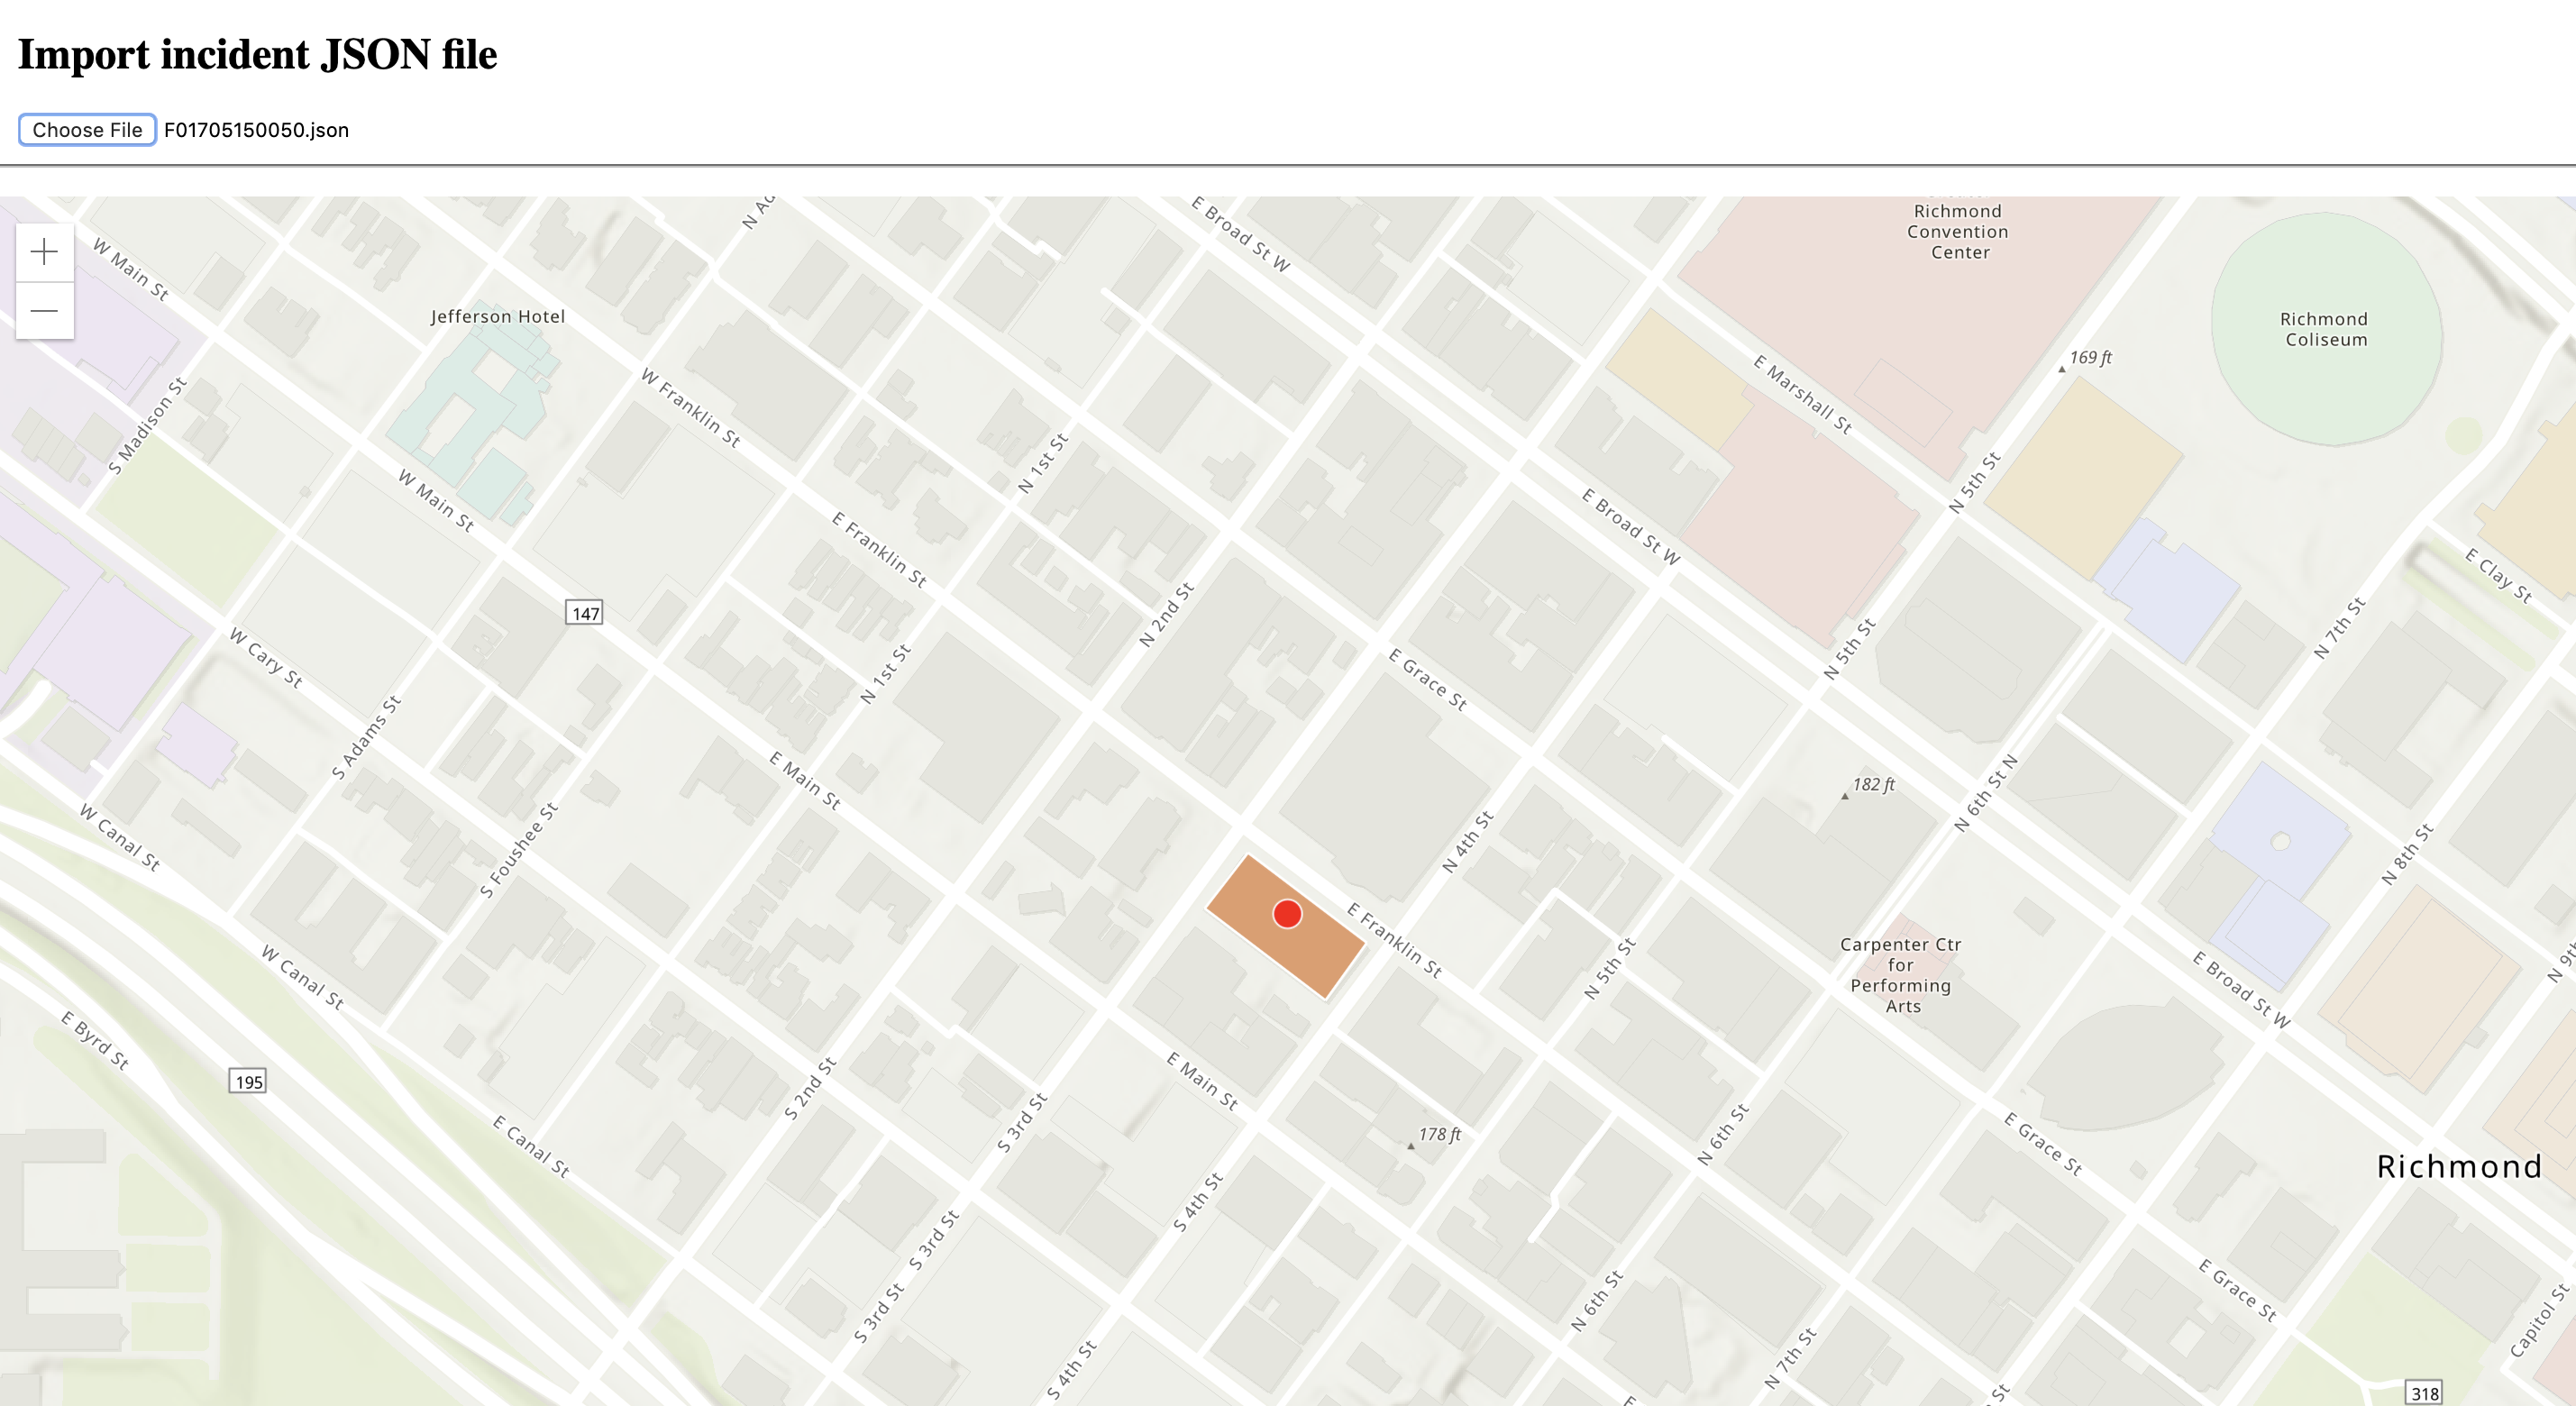 Import incident JSON file
Choose File F01705150050.json
N Ad
E Broad St W
Richmond
Convention
Center
W Main St
Jefferson Hotel
Richmond
Coliseum
169 ft
W Franklin St
E Marshall St
S Madison St
N 1st St
W Main St
N 5th St
E Broad St W
E Franklin St
E Clay St
147
N 2nd St
N 7th St
W Cary St
N 1st St
E Grace St
N 5th St
S Adams St
E Main St
182 ft
N 6th St N
W Canal St
S Foushee St
N 4th St
N 8th St
E Franklin St
Carpenter Ctr
for
Performing
Arts
N 9th
W Canal St
N 5th St
E Broad St W
E Byrd St
195
E Main St
S 2nd St
S 3rd St
178 ft
E Canal St
N 6th St
E Grace St
Richmond
S 4th St
S 3rd St
S 3rd St
N 6th St
E Grace St
Capitol St
S 4th St
N 7th St
St
E
318